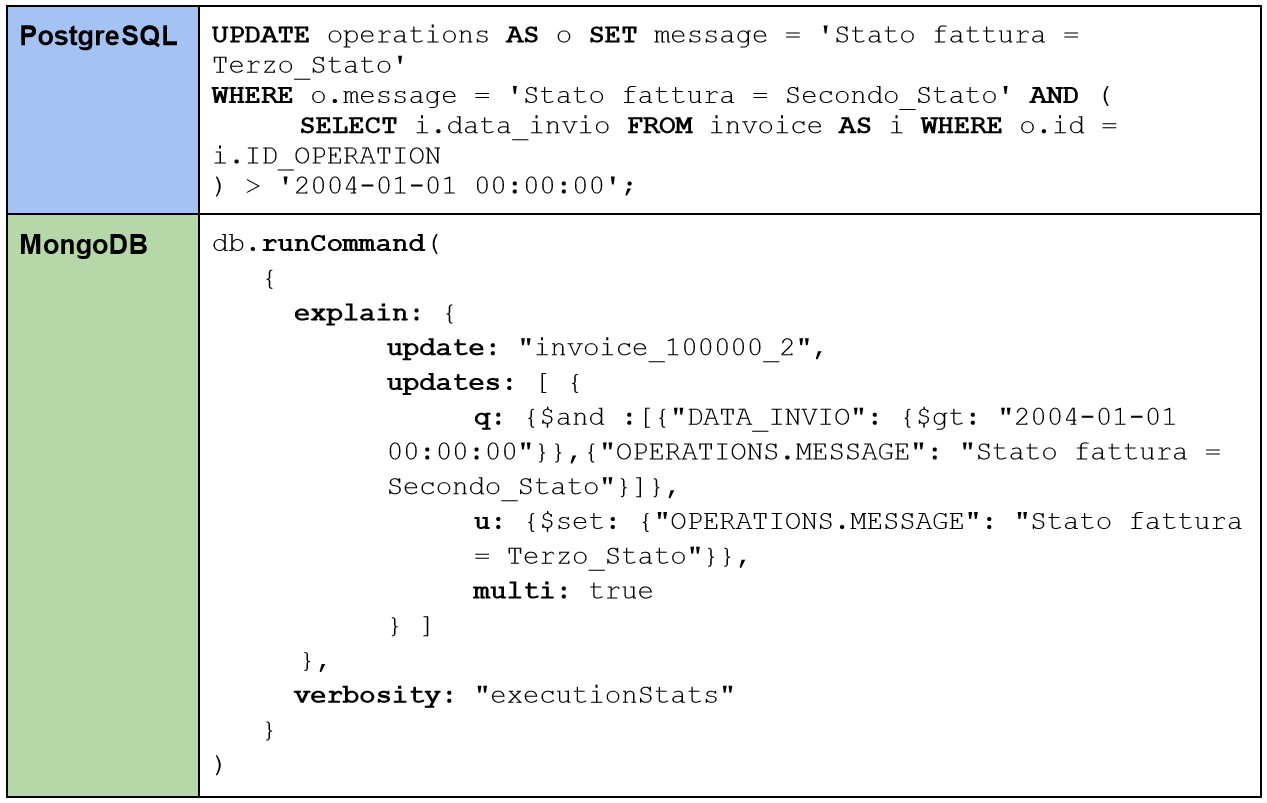 PostgreSQL
UPDATE operations AS o SET message = 'Stato fattura =
Terzo_Stato'
WHERE o.message = 'Stato fattura = Secondo_Stato' AND (
SELECT i.data_invio FROM invoice AS i WHERE o.id =
i.ID_OPERATION
) > '2004-01-01 00:00:00';
MongoDB
db.runCommand(
{
explain: {
update: "invoice_100000_2",
updates: [ {
q: {$and :[{"DATA_INVIO": {$gt: "2004-01-01
00:00:00"}},{"OPERATIONS.MESSAGE": "Stato fattura =
Secondo_Stato"}]},
u: {$set: {"OPERATIONS.MESSAGE": "Stato fattura
= Terzo_Stato"}},
multi: true
} ]
},
verbosity: "executionStats"
}
)